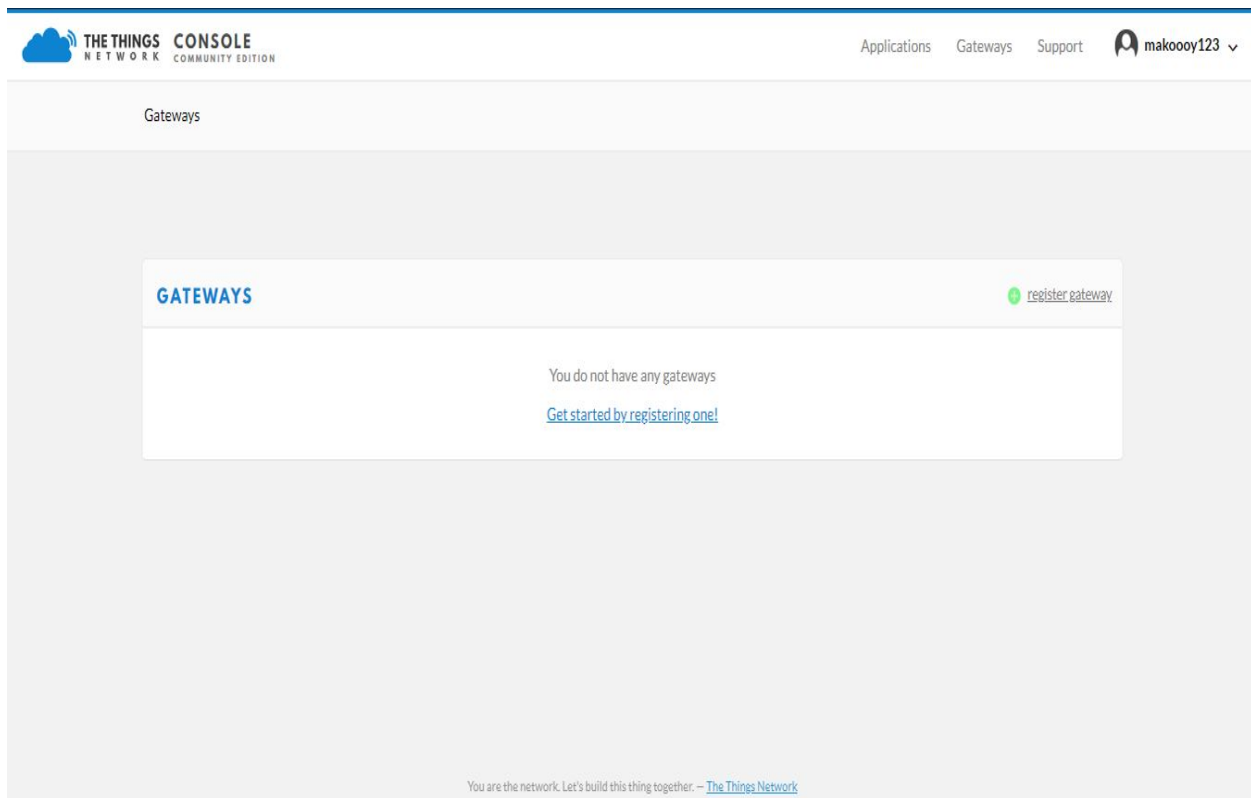 THE THINGS NETWORK CONSOLE COMMUNITY EDITION
Applications Gateways Support makoooy123
Gateways
GATEWAYS
register gateway
You do not have any gateways
Get started by registering one!
You are the network. Let's build this thing together. — The Things Network